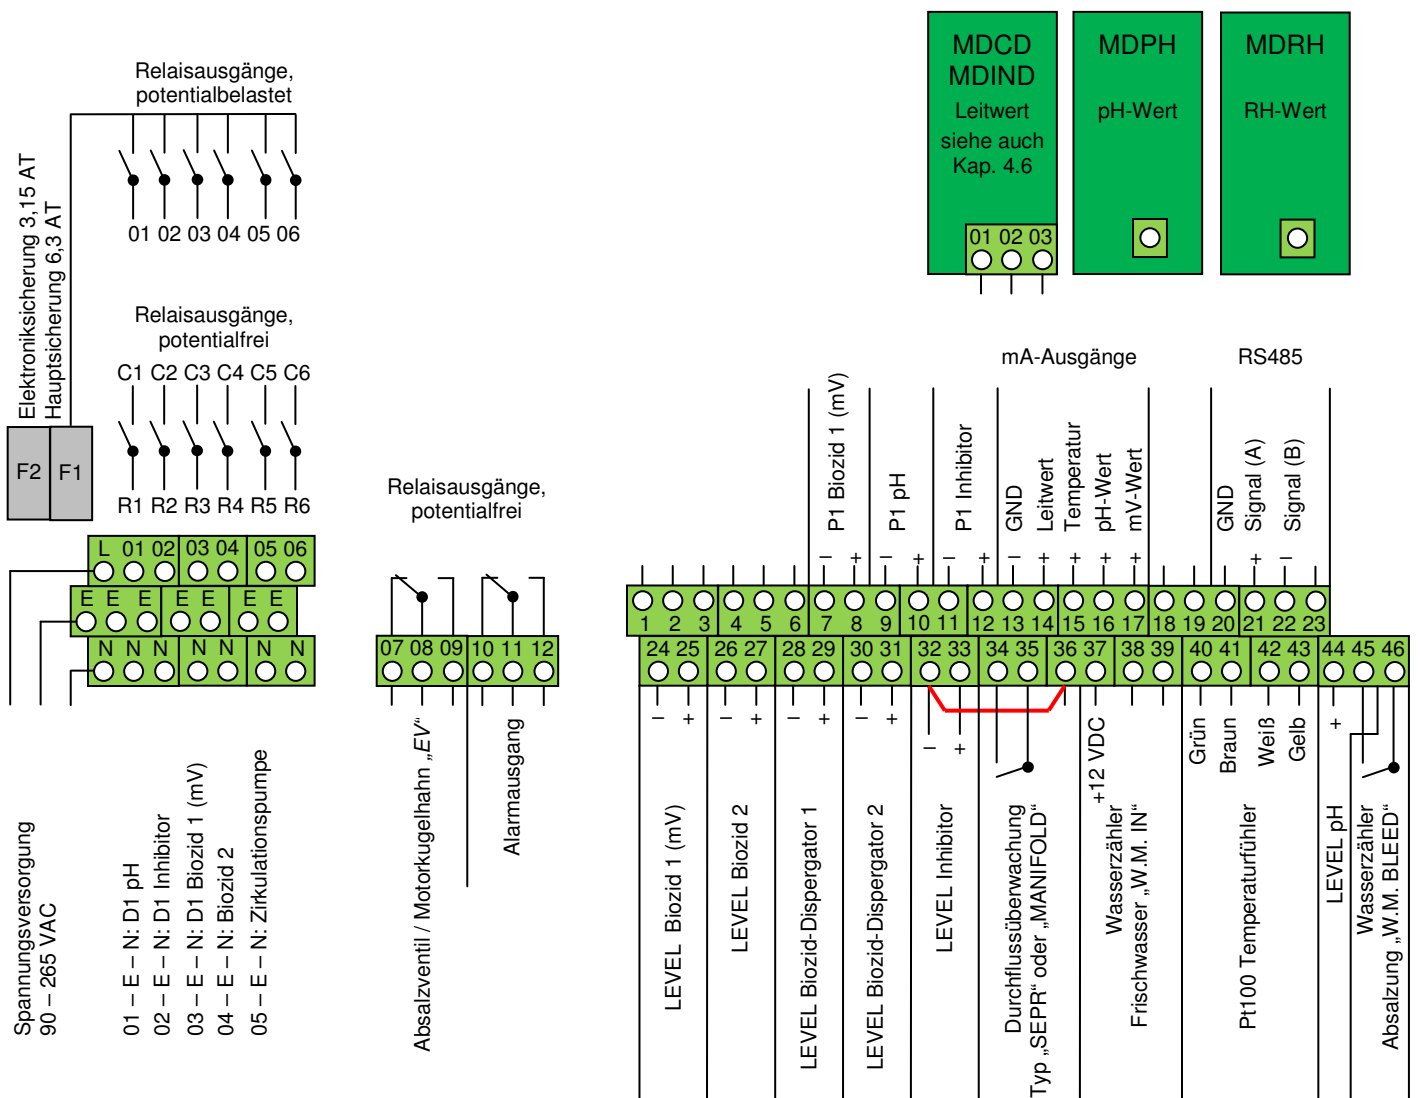 Relaisausgänge,
potentialbelastet
01 02 03 04 05 06
Elektroniksicherung 3,15 AT
Hauptsicherung 6,3 AT
Relaisausgänge,
potentialfrei
C1 C2 C3 C4 C5 C6
F2 F1
R1 R2 R3 R4 R5 R6
L 01 02 03 04 05 06
E E E E E E E
N N N N N N N
Spannungsversorgung
90 – 265 VAC
01 – E – N: D1 pH
02 – E – N: D1 Inhibitor
03 – E – N: D1 Biozid 1 (mV)
04 – E – N: Biozid 2
05 – E – N: Zirkulationspumpe
Relaisausgänge,
potentialfrei
07 08 09 10 11 12
Absalzventil / Motorkugelhahn „EV“
Alarmausgang
MDCD
MDIND
Leitwert
siehe auch
Kap. 4.6
01 02 03
MDPH
pH-Wert
MDRH
RH-Wert
mA-Ausgänge
RS485
P1 Biozid 1 (mV)
P1 pH
P1 Inhibitor
GND
Leitwert
Temperatur
pH-Wert
mV-Wert
GND
Signal (A)
Signal (B)
– + – + – + – + + + + + –
1 2 3 4 5 6 7 8 9 10 11 12 13 14 15 16 17 18 19 20 21 22 23
24 25 26 27 28 29 30 31 32 33 34 35 36 37 38 39 40 41 42 43 44 45 46
– + – + – + – + – + +
+12 VDC
Grün
Braun
Weiß
Gelb
LEVEL Biozid 1 (mV)
LEVEL Biozid 2
LEVEL Biozid-Dispergator 1
LEVEL Biozid-Dispergator 2
LEVEL Inhibitor
Durchflussüberwachung
Typ „SEPR“ oder „MANIFOLD“
Wasserzähler
Frischwasser „W.M. IN“
Pt100 Temperaturfühler
LEVEL pH
Wasserzähler
Absalzung „W.M. BLEED“